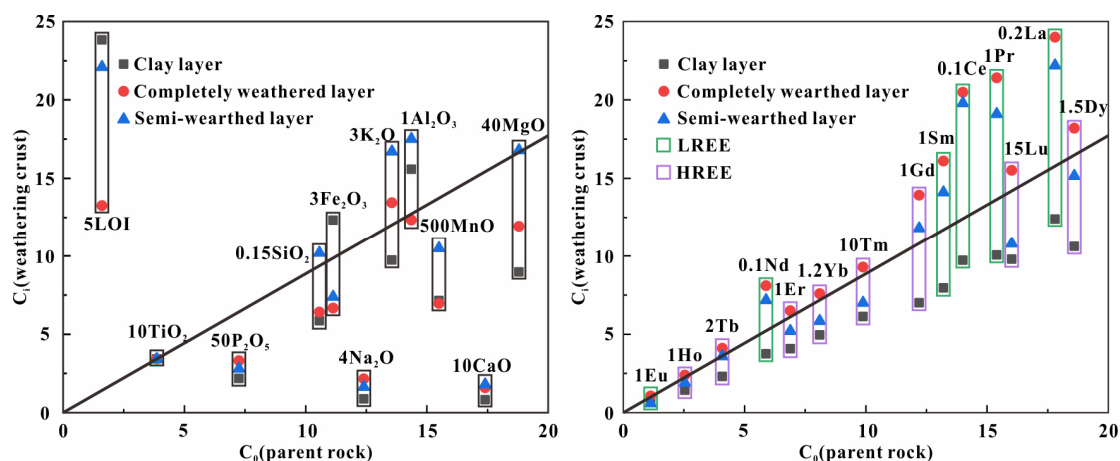 25
20
15
10
5
0
Cᵢ(weathering crust)
Clay layer
Completely weathered layer
Semi-wearthed layer
5LOI
10TiO₂
50P₂O₅
0.15SiO₂
3Fe₂O₃
3K₂O
1Al₂O₃
40MgO
500MnO
4Na₂O
10CaO
0 5 10 15 20
C₀(parent rock)
25
20
15
10
5
0
Cᵢ(weathering crust)
Clay layer
Completely wearthed layer
Semi-wearthed layer
LREE
HREE
1Eu
1Ho
2Tb
0.1Nd
1Er
1.2Yb
10Tm
1Gd
1Sm
0.1Ce
1Pr
15Lu
0.2La
1.5Dy
0 5 10 15 20
C₀(parent rock)